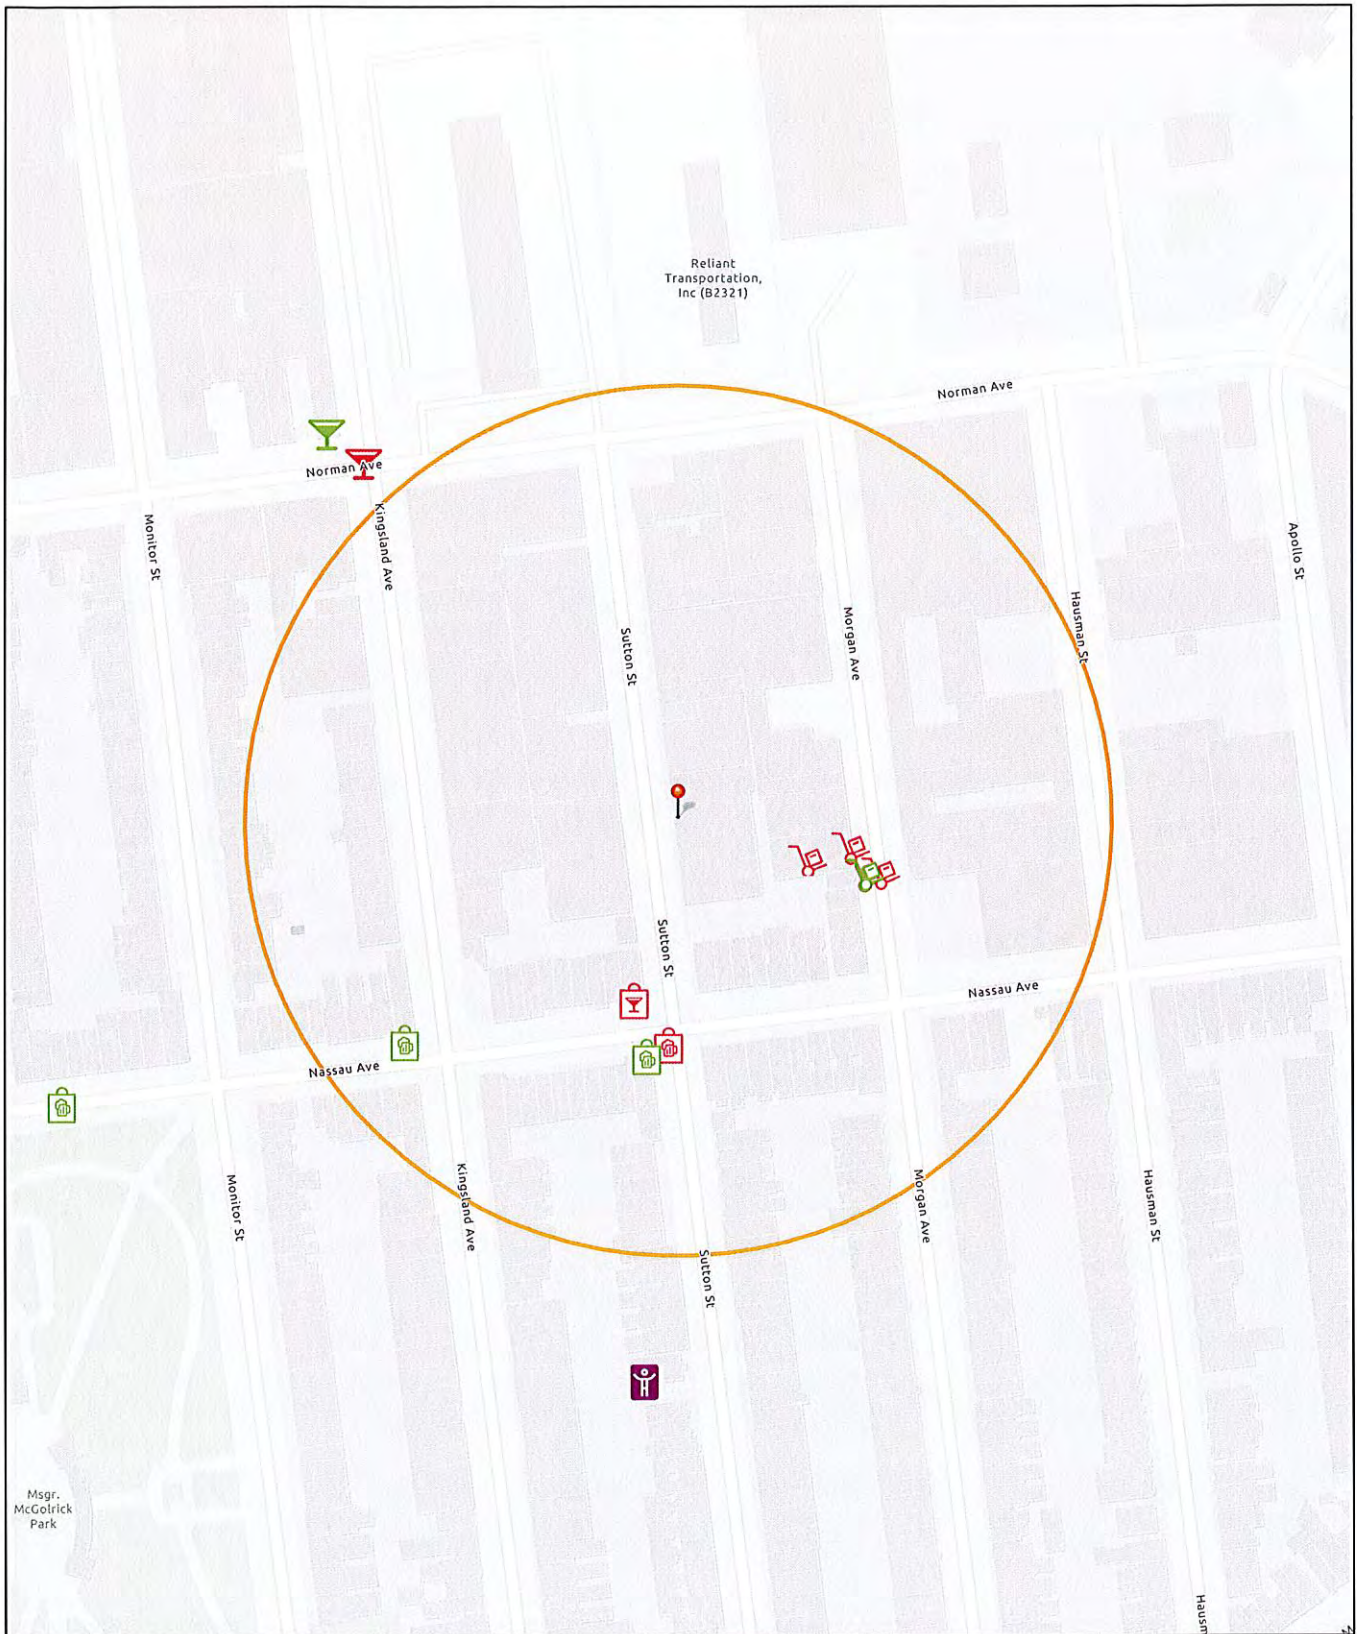 Reliant
Transportation,
Inc (B2321)
Norman Ave
Norman Ave
Monitor St
Kingsland Ave
Apollo St
Hausman St
Morgan Ave
Sutton St
Sutton St
Nassau Ave
Nassau Ave
Monitor St
Kingsland Ave
Morgan Ave
Hausman St
Sutton St
Msgr.
McGolrick
Park
Hausm